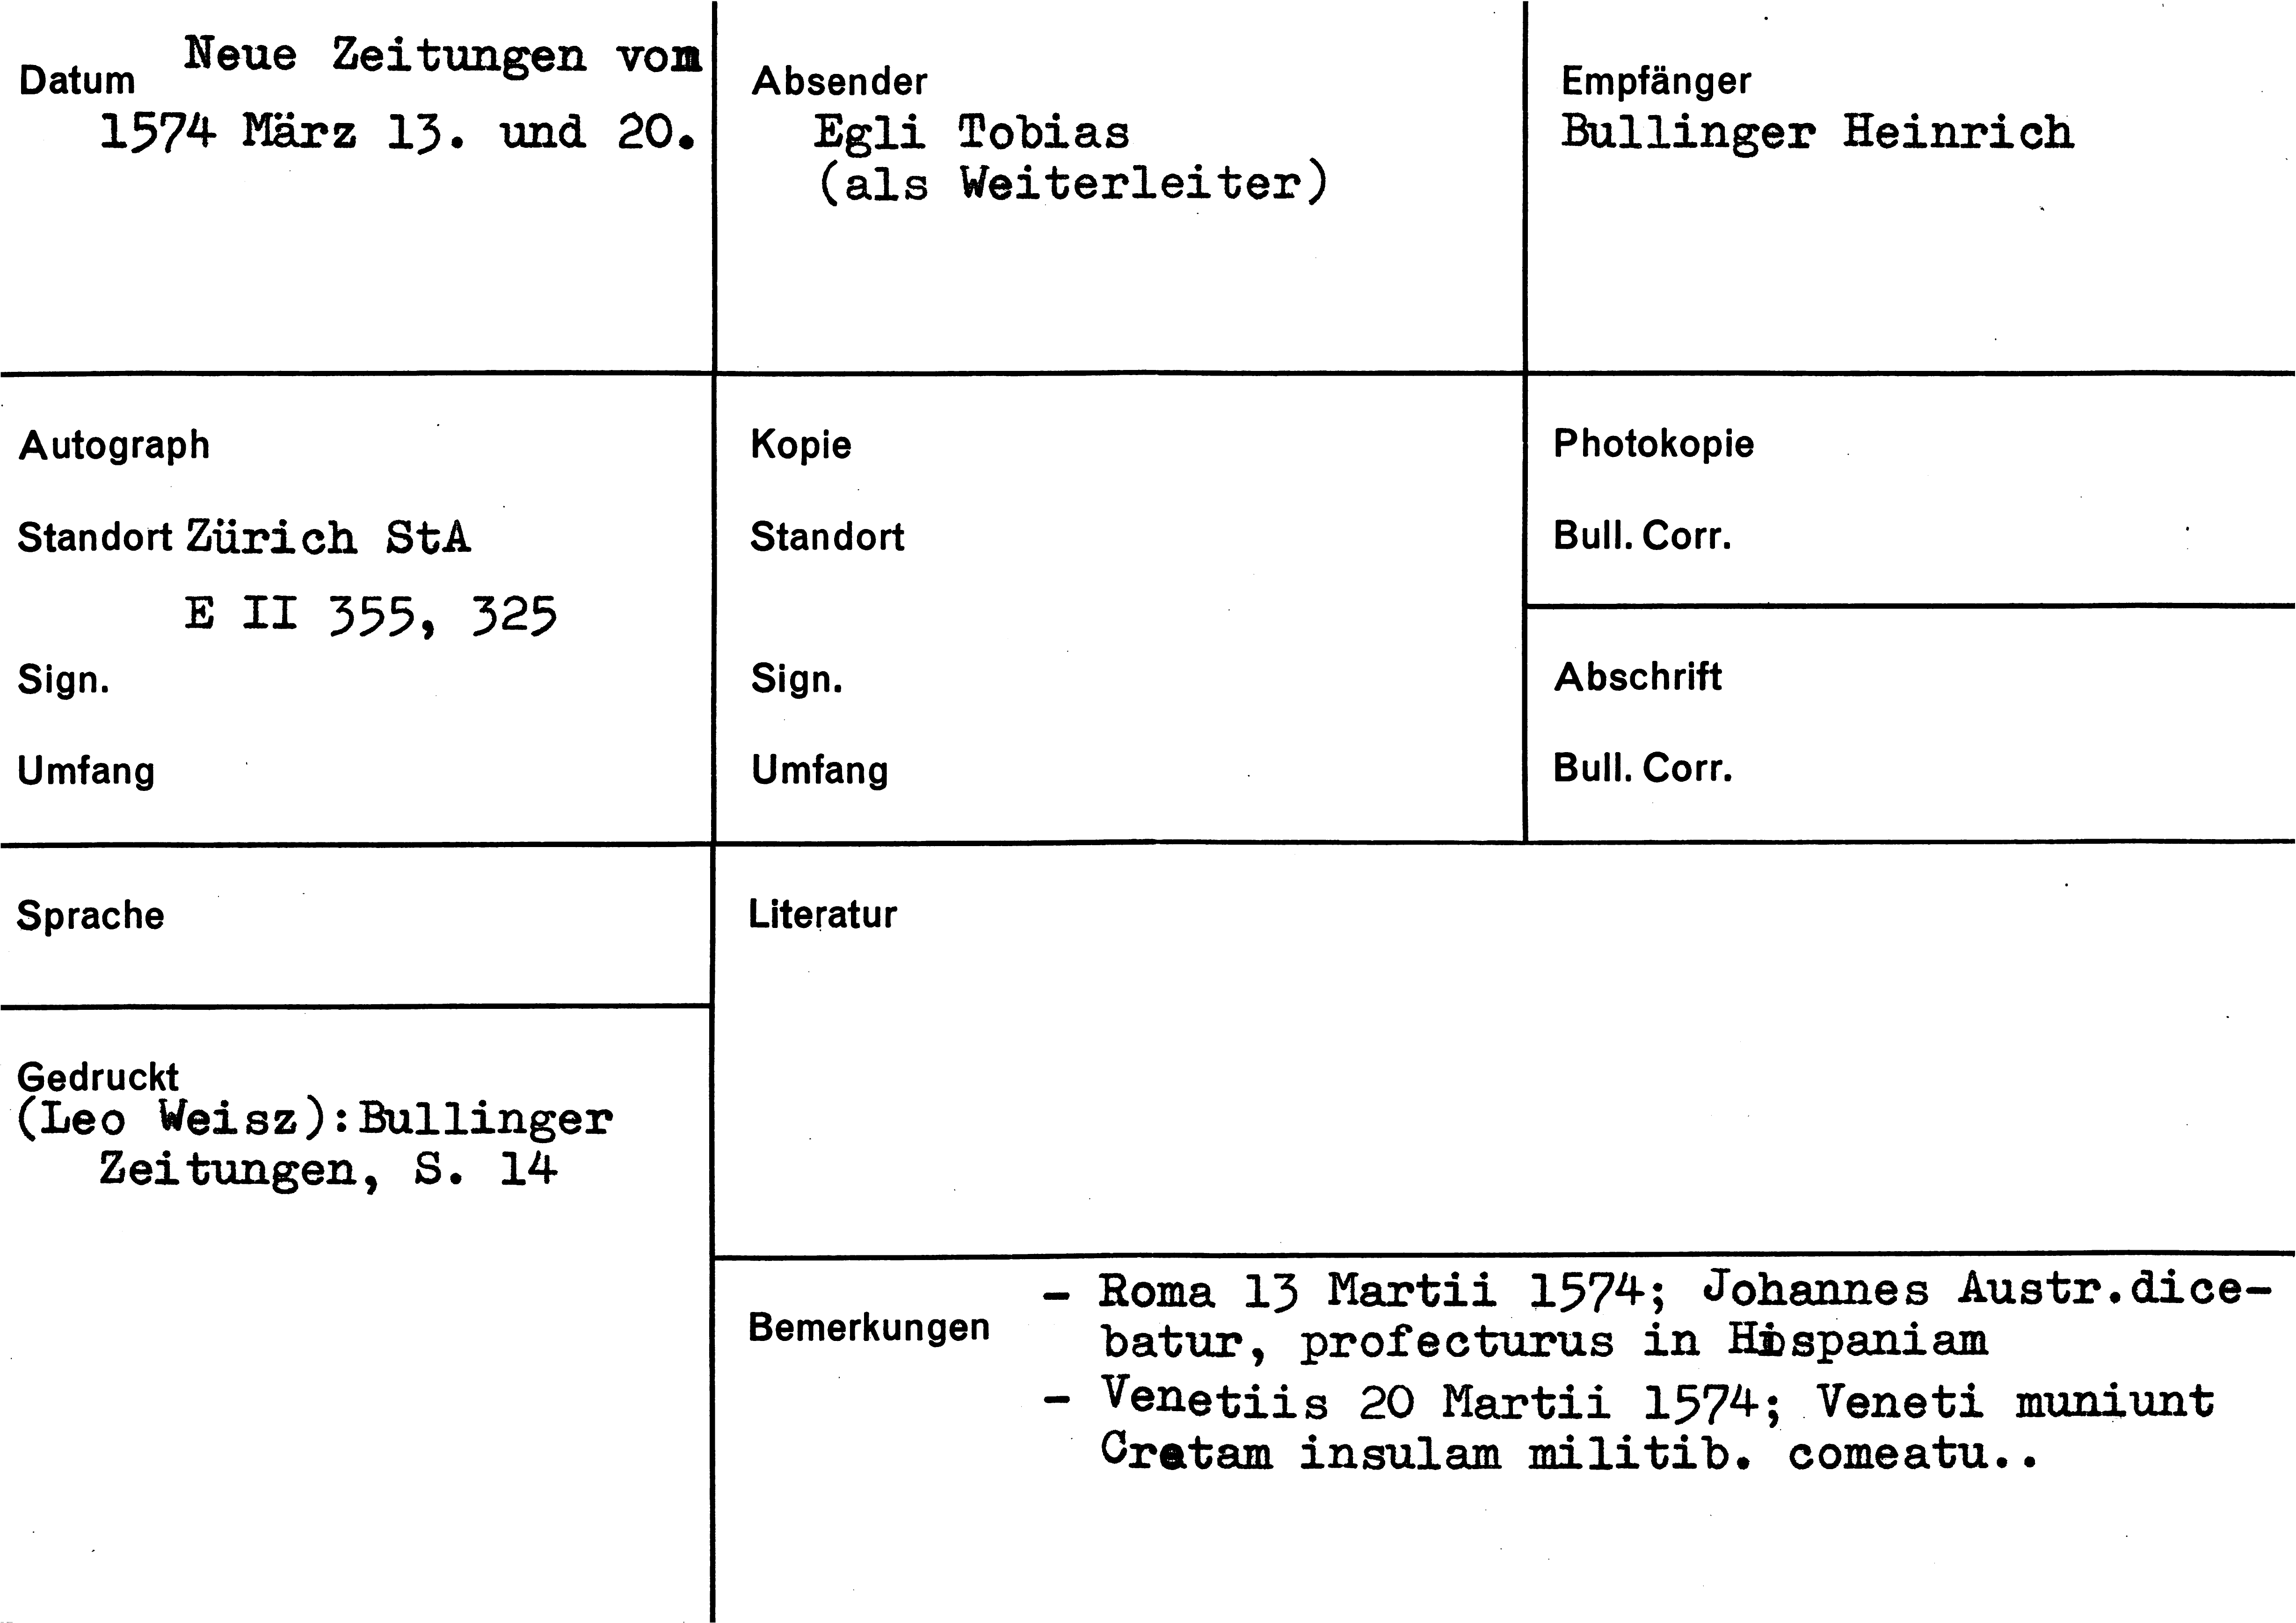 Datum Neue Zeitungen vom
1574 März 13. und 20.
Absender
Egli Tobias
(als Weiterleiter)
Empfänger
Bullinger Heinrich
Autograph
Standort Zürich StA
E II 355, 325
Sign.
Umfang
Kopie
Standort
Sign.
Umfang
Photokopie
Bull. Corr.
Abschrift
Bull. Corr.
Sprache
Literatur
Gedruckt
(Leo Weisz):Bullinger
Zeitungen, S. 14
Bemerkungen
- Roma 13 Martii 1574; Johannes Austr.dice-
batur, profecturus in Hispaniam
- Venetiis 20 Martii 1574; Veneti muniunt
Cretam insulam militib. comeatu..